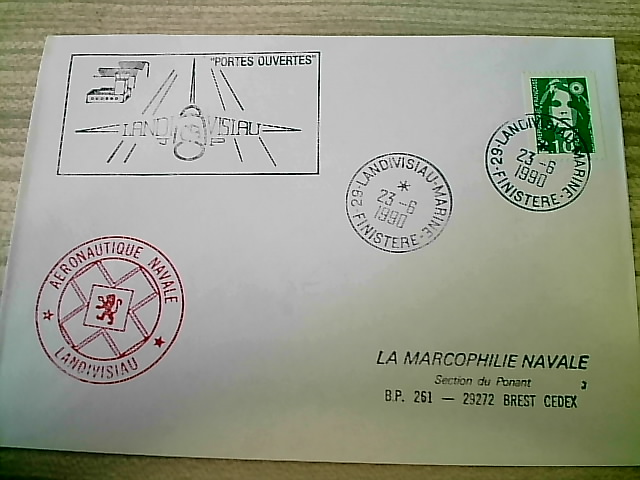 "PORTES OUVERTES"
LANDIVISIAU
29-LANDIVISIAU-MARINE
23-6
1990
FINISTERE
29-LANDIVISIAU-MARINE
*
23-6
1990
FINISTERE
AERONAUTIQUE NAVALE
LANDIVISIAU
LA MARCOPHILIE NAVALE
Section du Ponant
3
B.P. 261 — 29272 BREST CEDEX